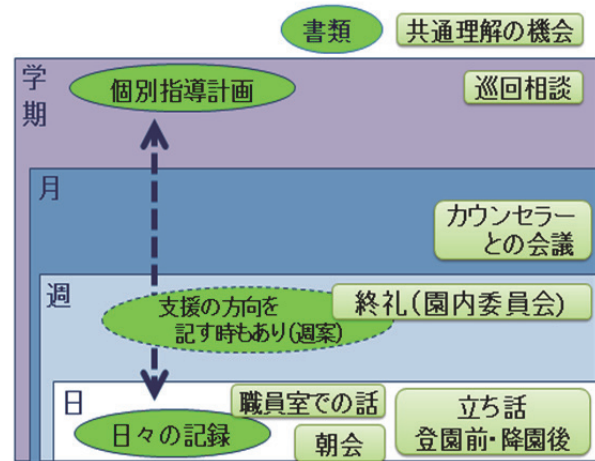 書類
共通理解の機会
学
期
個別指導計画
巡回相談
月
カウンセラー
との会議
週
支援の方向を
記す時もあり(週案)
終礼(園内委員会)
日
職員室での話
日々の記録
朝会
立ち話
登園前・降園後